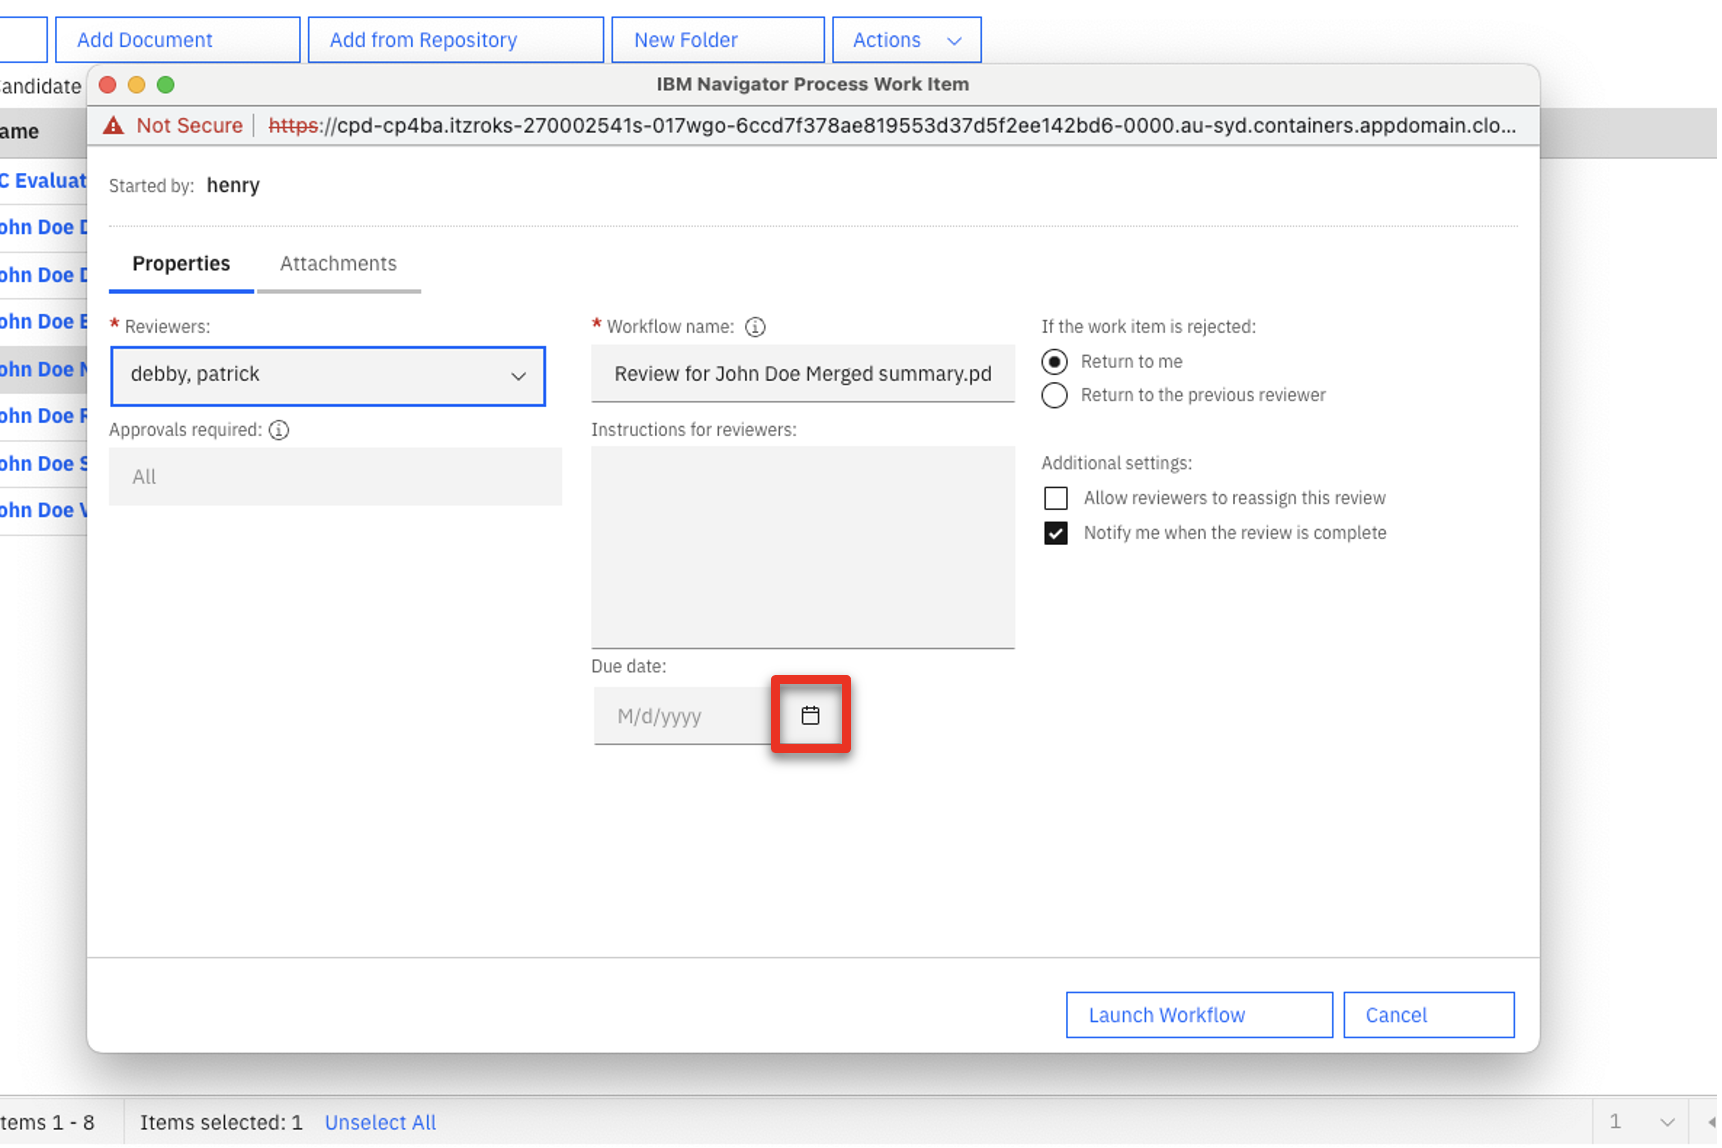 Add Document
Add from Repository
New Folder
Actions
andidate
IBM Navigator Process Work Item
ame
Not Secure
https://cpd-cp4ba.itzroks-270002541s-017wgo-6ccd7f378ae819553d37d5f2ee142bd6-0000.au-syd.containers.appdomain.clo...
C Evaluat
ohn Doe D
ohn Doe D
ohn Doe E
ohn Doe N
ohn Doe R
ohn Doe S
ohn Doe V
Started by: henry
Properties
Attachments
* Reviewers:
debby, patrick
Approvals required:
All
* Workflow name:
Review for John Doe Merged summary.pd
Instructions for reviewers:
Due date:
M/d/yyyy
If the work item is rejected:
Return to me
Return to the previous reviewer
Additional settings:
Allow reviewers to reassign this review
Notify me when the review is complete
Launch Workflow
Cancel
tems 1 - 8
Items selected: 1
Unselect All
1